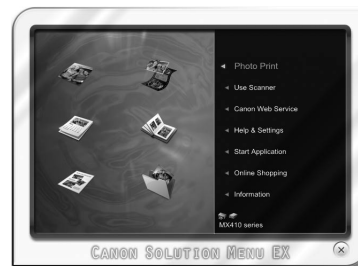 Photo Print
Use Scanner
Canon Web Service
Help & Settings
Start Application
Online Shopping
Information
MX410 series
CANON SOLUTION MENU EX